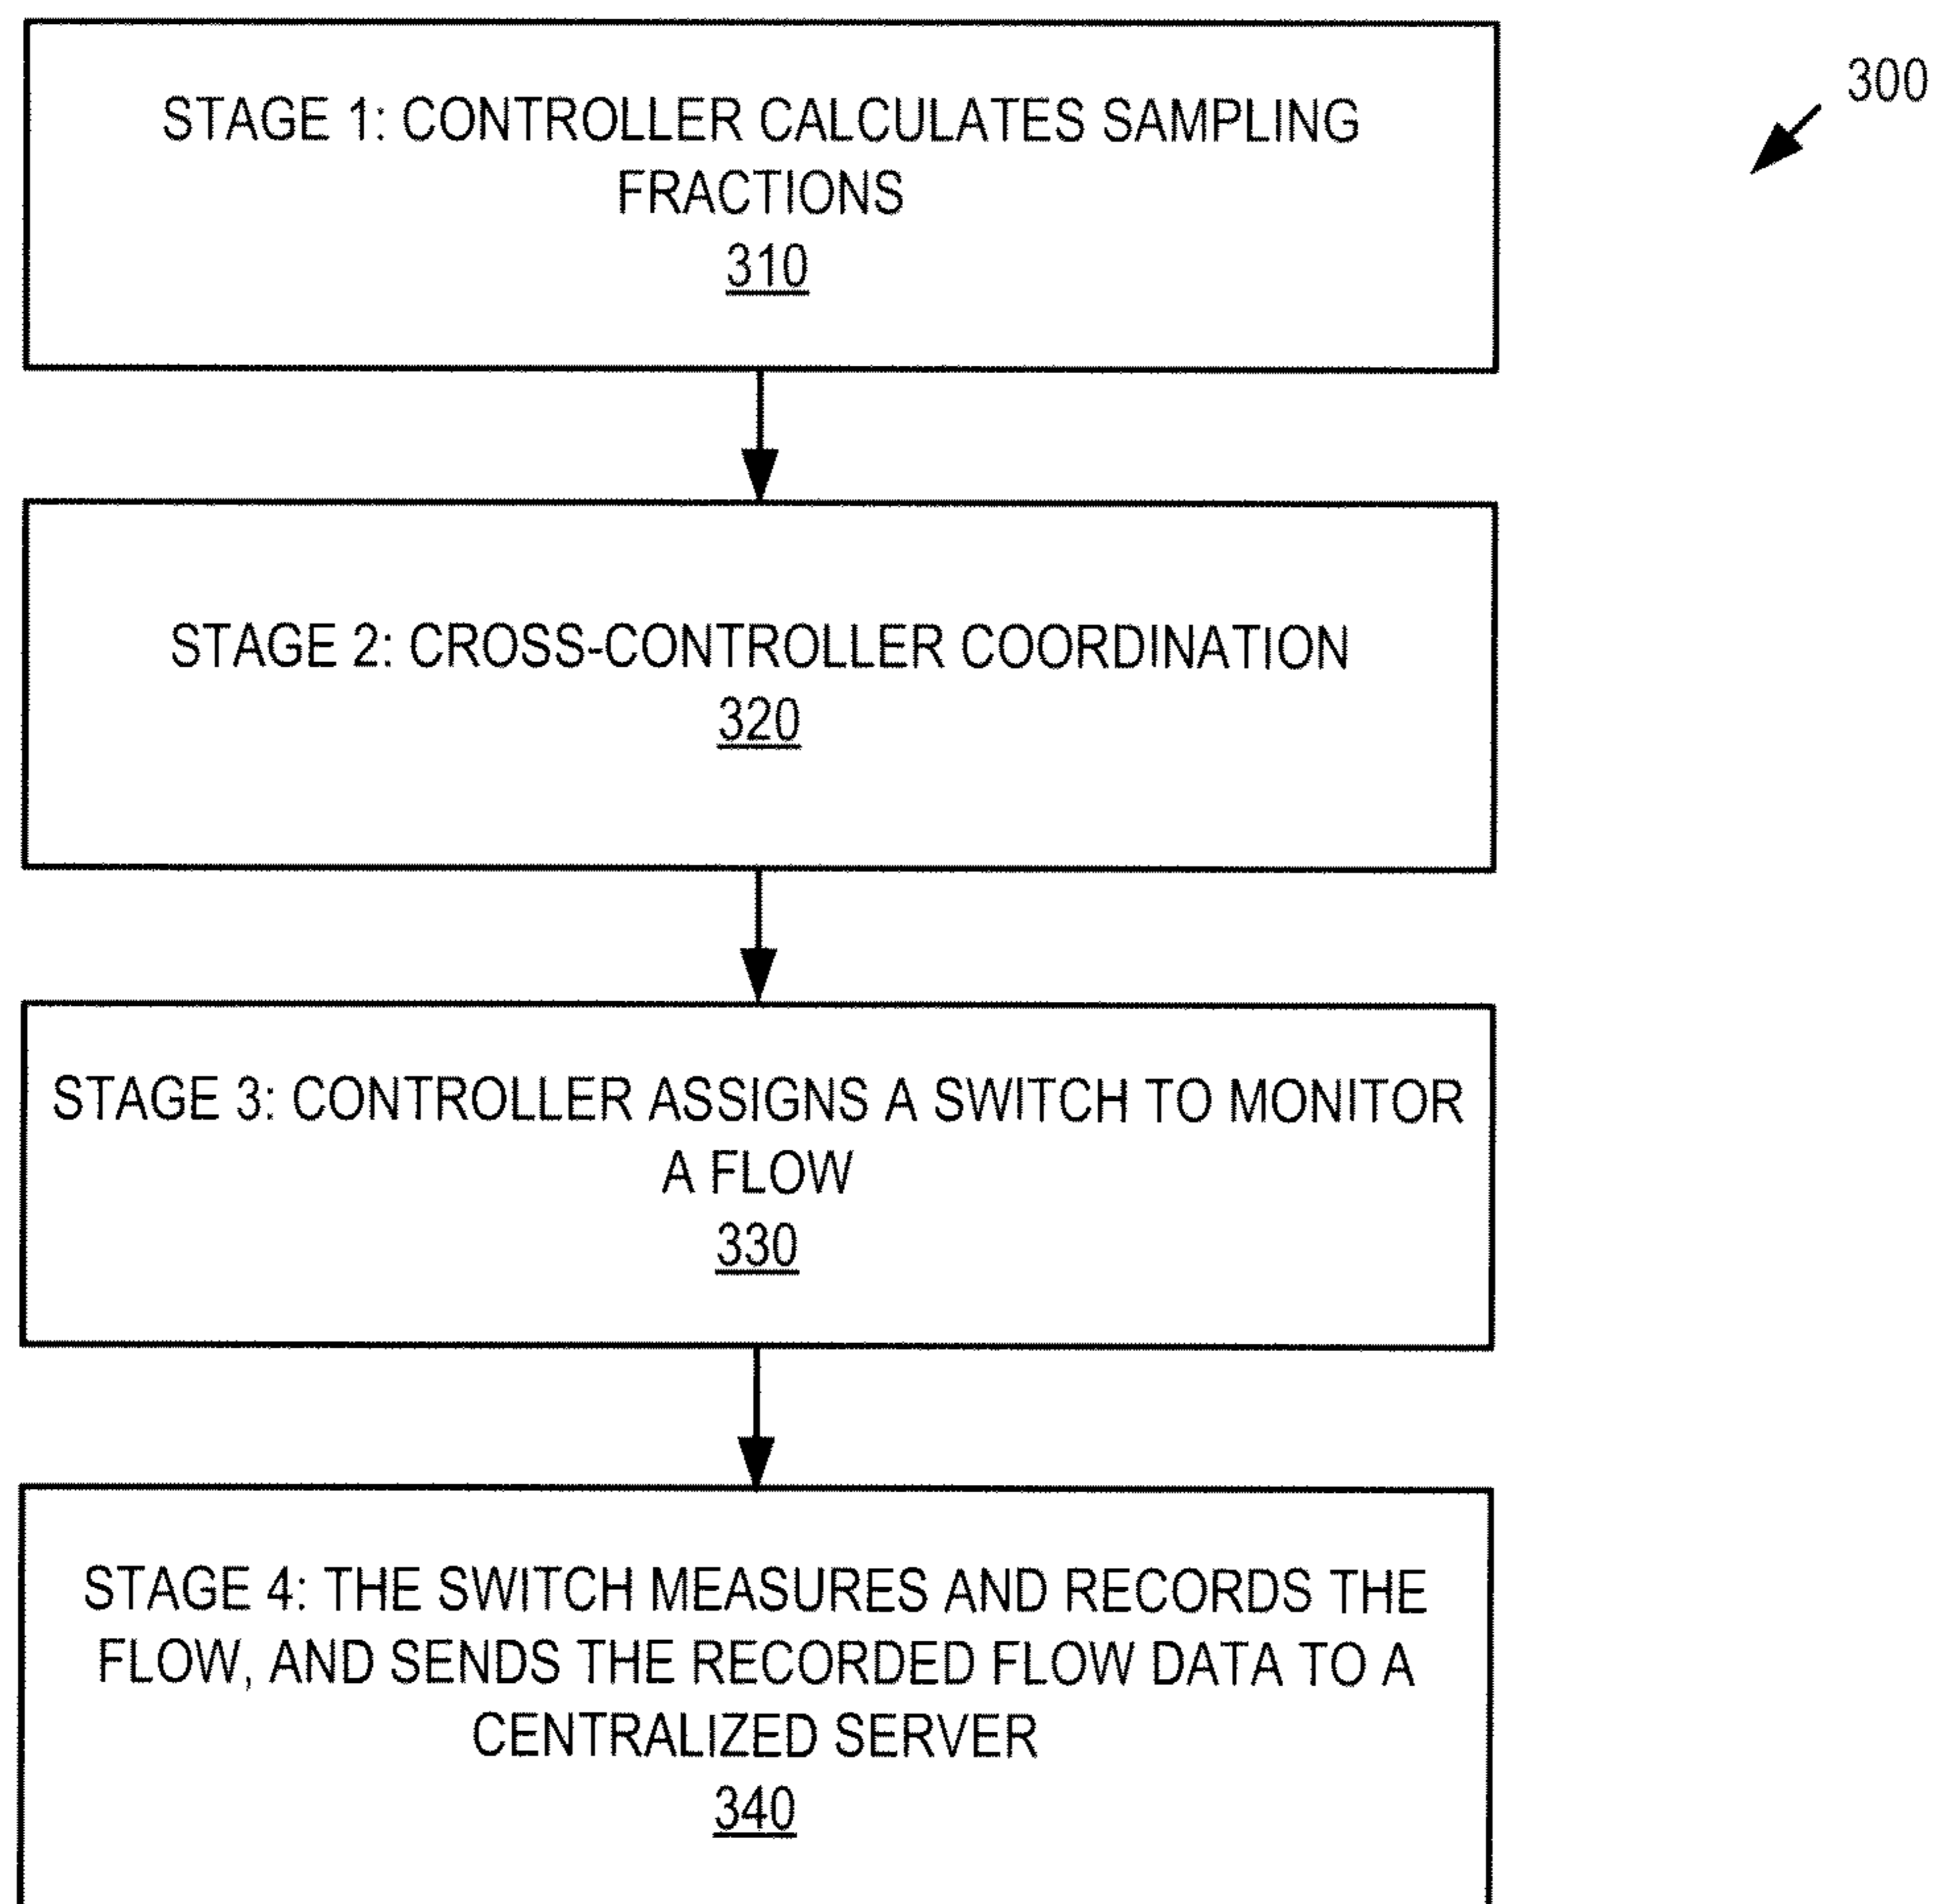 300
STAGE 1: CONTROLLER CALCULATES SAMPLING
FRACTIONS
310
STAGE 2: CROSS-CONTROLLER COORDINATION
320
STAGE 3: CONTROLLER ASSIGNS A SWITCH TO MONITOR
A FLOW
330
STAGE 4: THE SWITCH MEASURES AND RECORDS THE
FLOW, AND SENDS THE RECORDED FLOW DATA TO A
CENTRALIZED SERVER
340